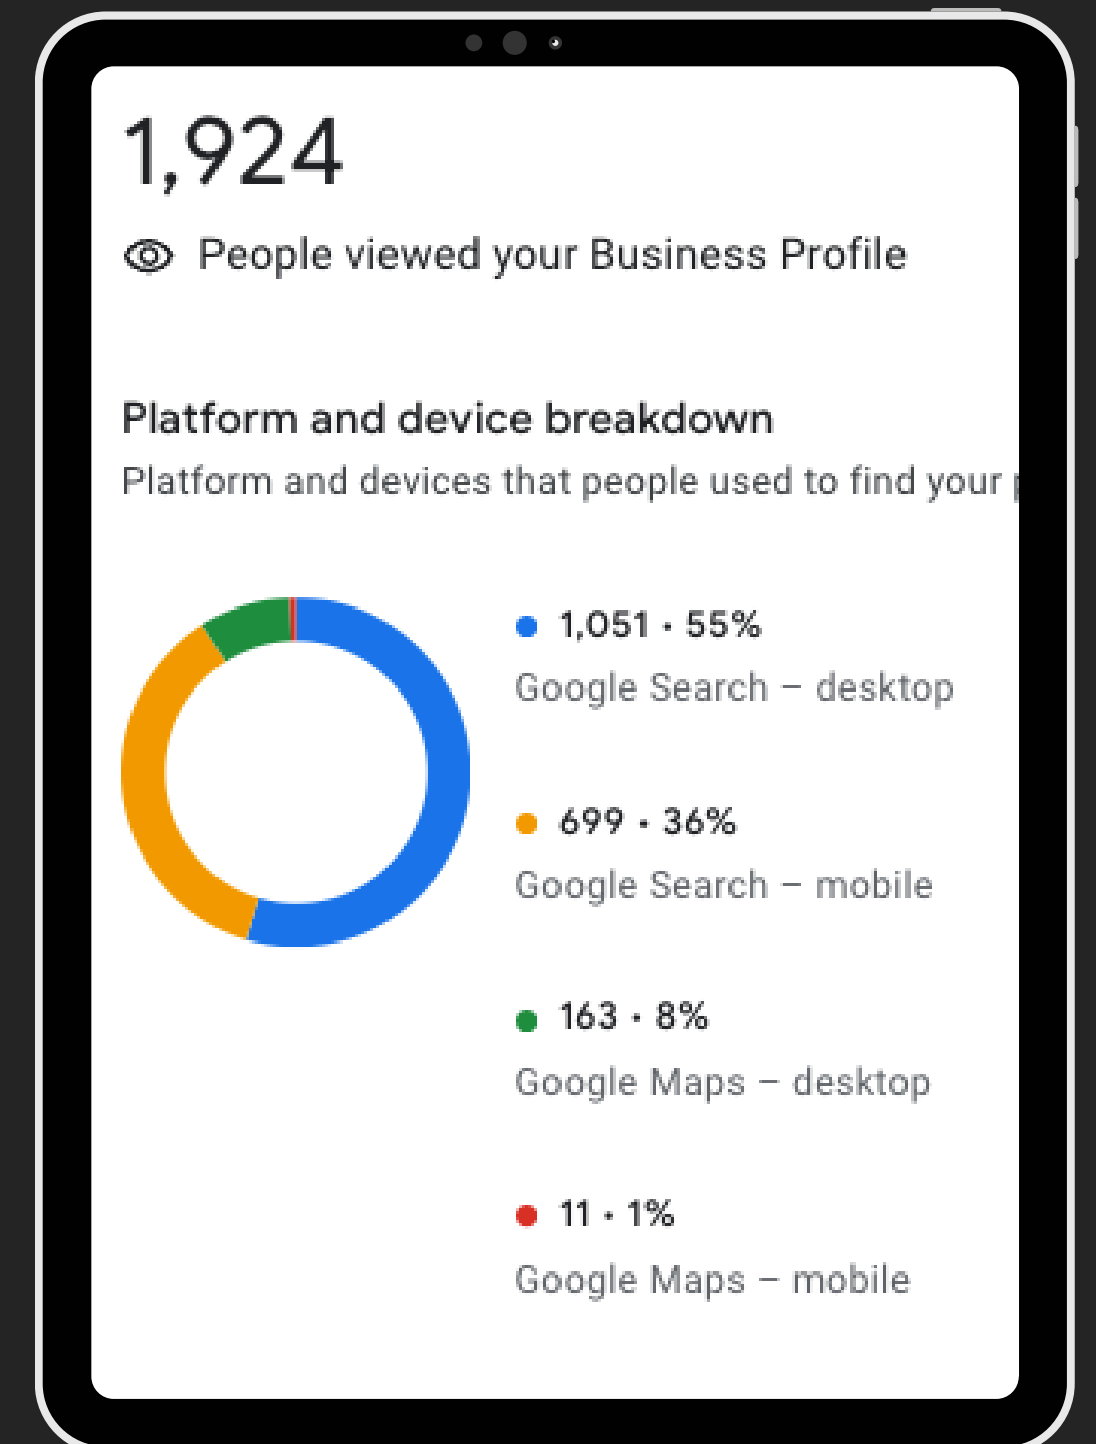 1,924
People viewed your Business Profile
Platform and device breakdown
Platform and devices that people used to find your
1,051 · 55%
Google Search – desktop
699 · 36%
Google Search – mobile
163 · 8%
Google Maps – desktop
11 · 1%
Google Maps – mobile